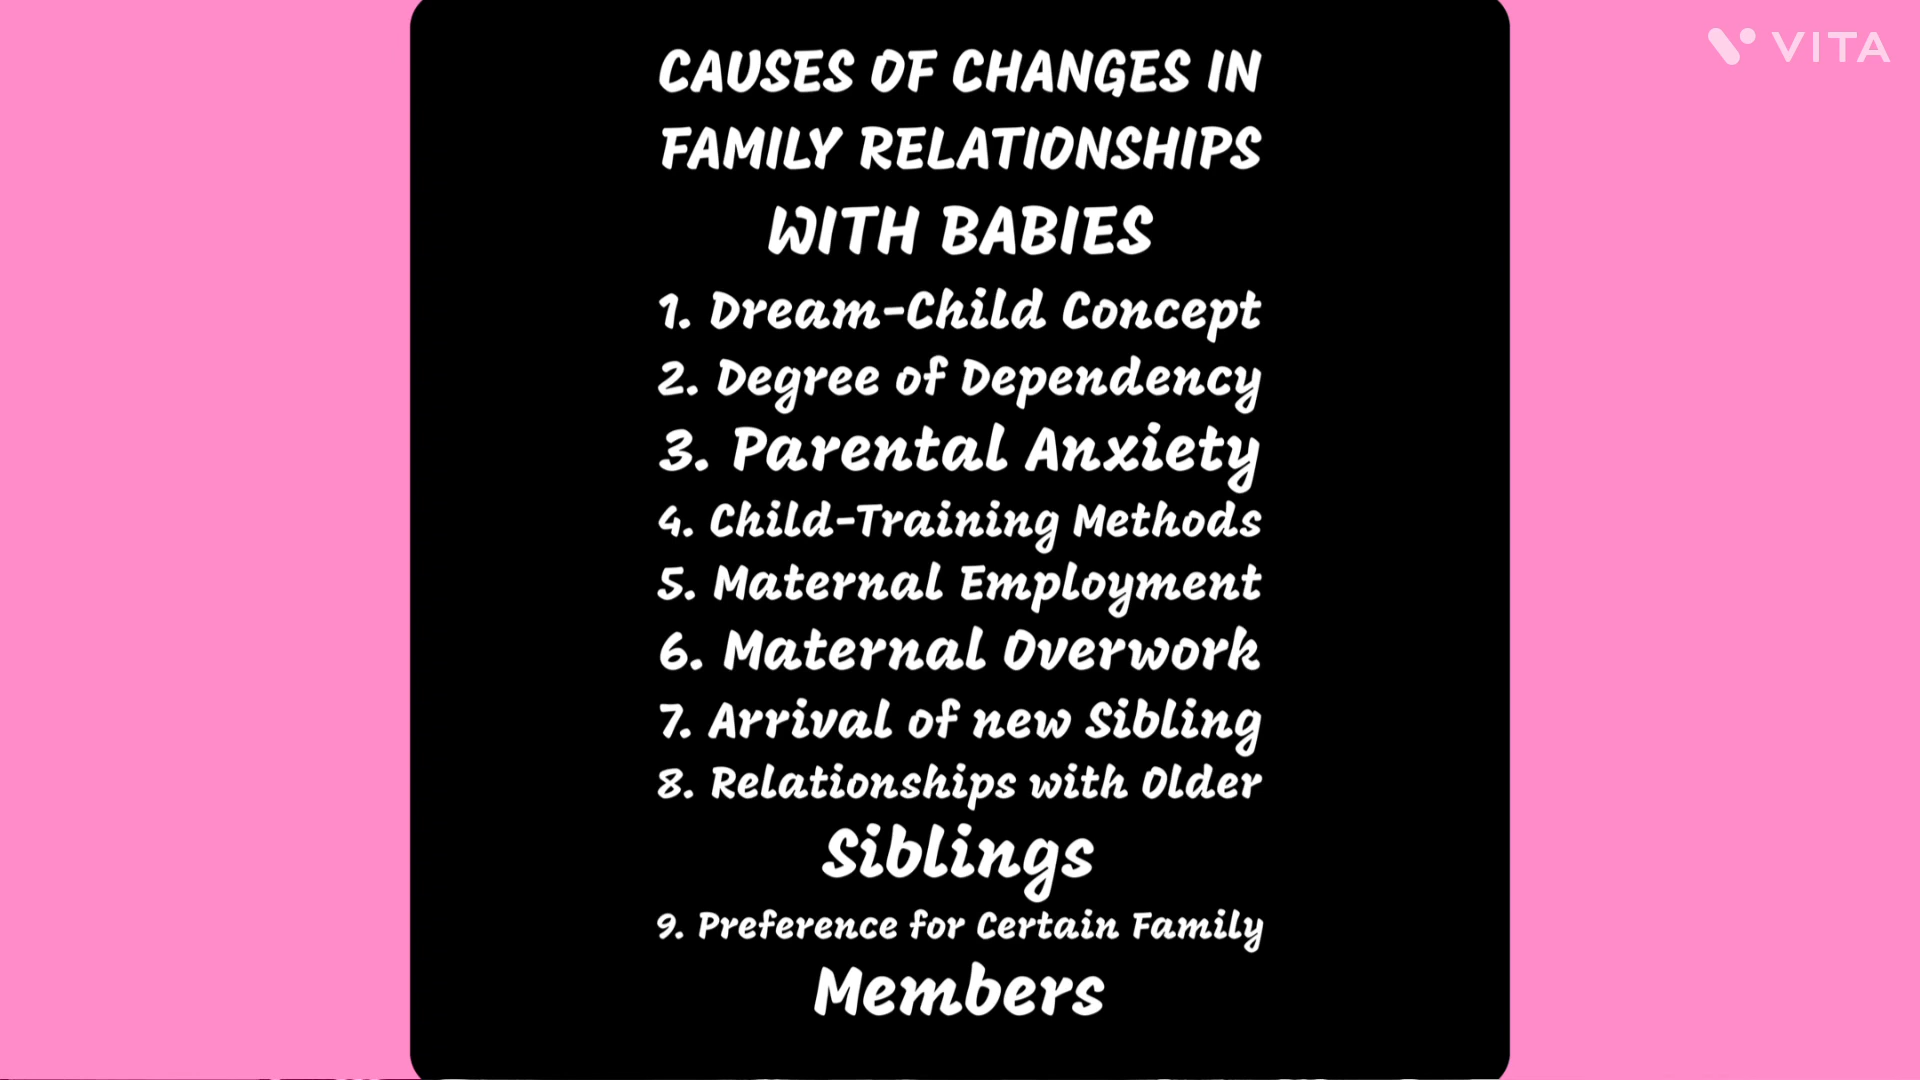 VITA
CAUSES OF CHANGES IN
FAMILY RELATIONSHIPS
WITH BABIES
1. Dream-Child Concept
2. Degree of Dependency
3. Parental Anxiety
4. Child-Training Methods
5. Maternal Employment
6. Maternal Overwork
7. Arrival of new Sibling
8. Relationships with Older
Siblings
9. Preference for Certain Family
Members